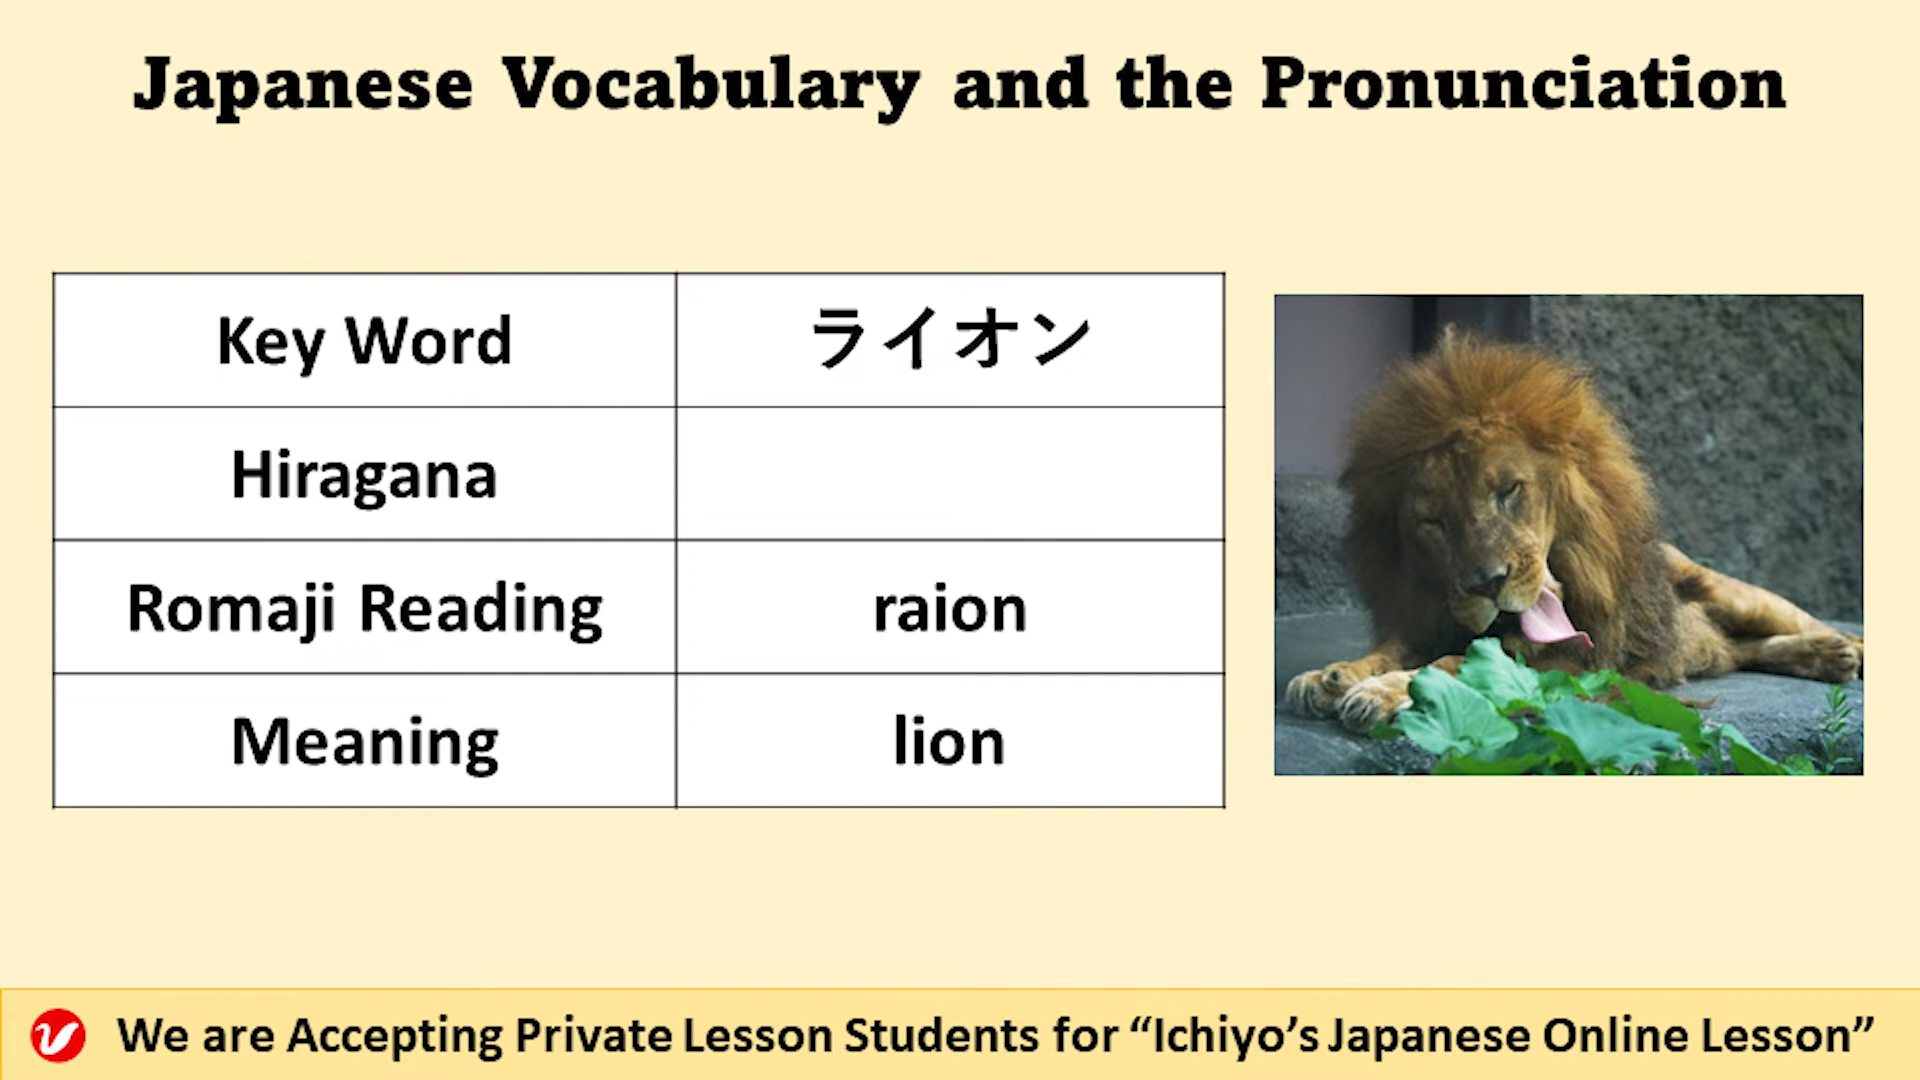 Japanese Vocabulary and the Pronunciation
Key Word ライオン
Hiragana
Romaji Reading raion
Meaning lion
We are Accepting Private Lesson Students for “Ichiyo’s Japanese Online Lesson”